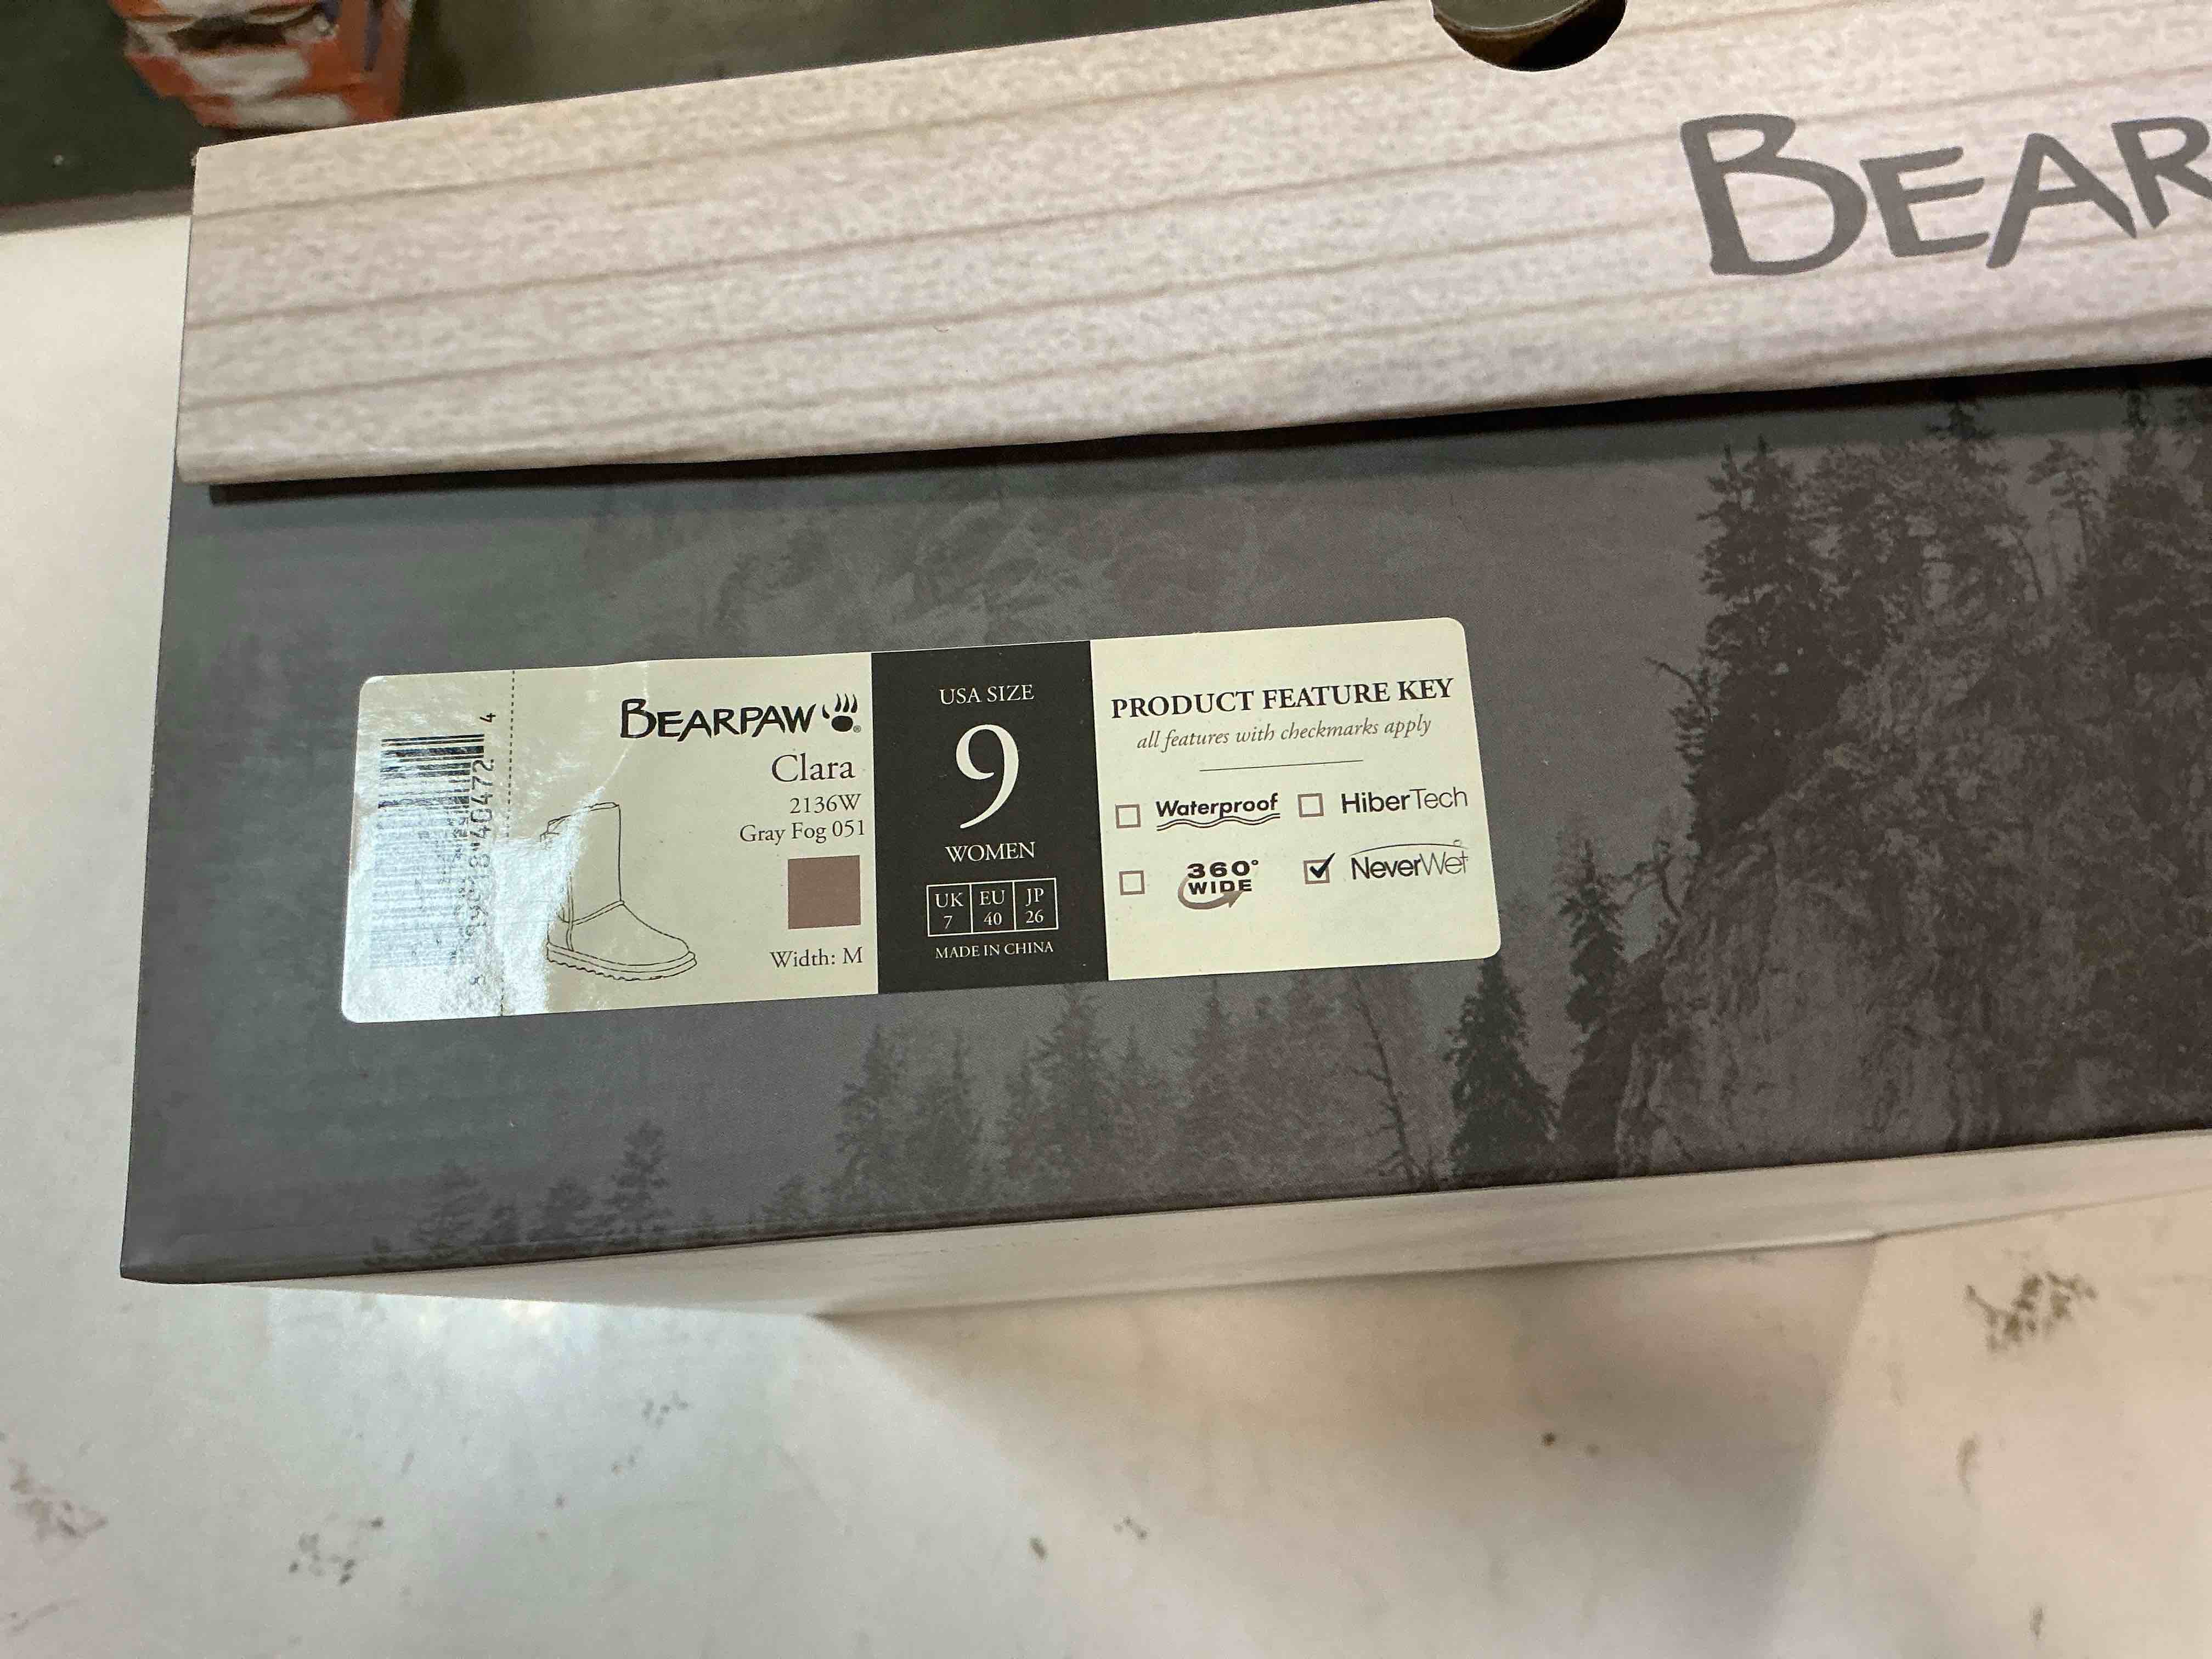 BEAR
BEARPAW
Clara
2136W
Gray Fog 051
Width: M
USA SIZE
9
WOMEN
UK EU JP
7 40 26
MADE IN CHINA
PRODUCT FEATURE KEY
all features with checkmarks apply
Waterproof
HiberTech
360°
WIDE
NeverWet